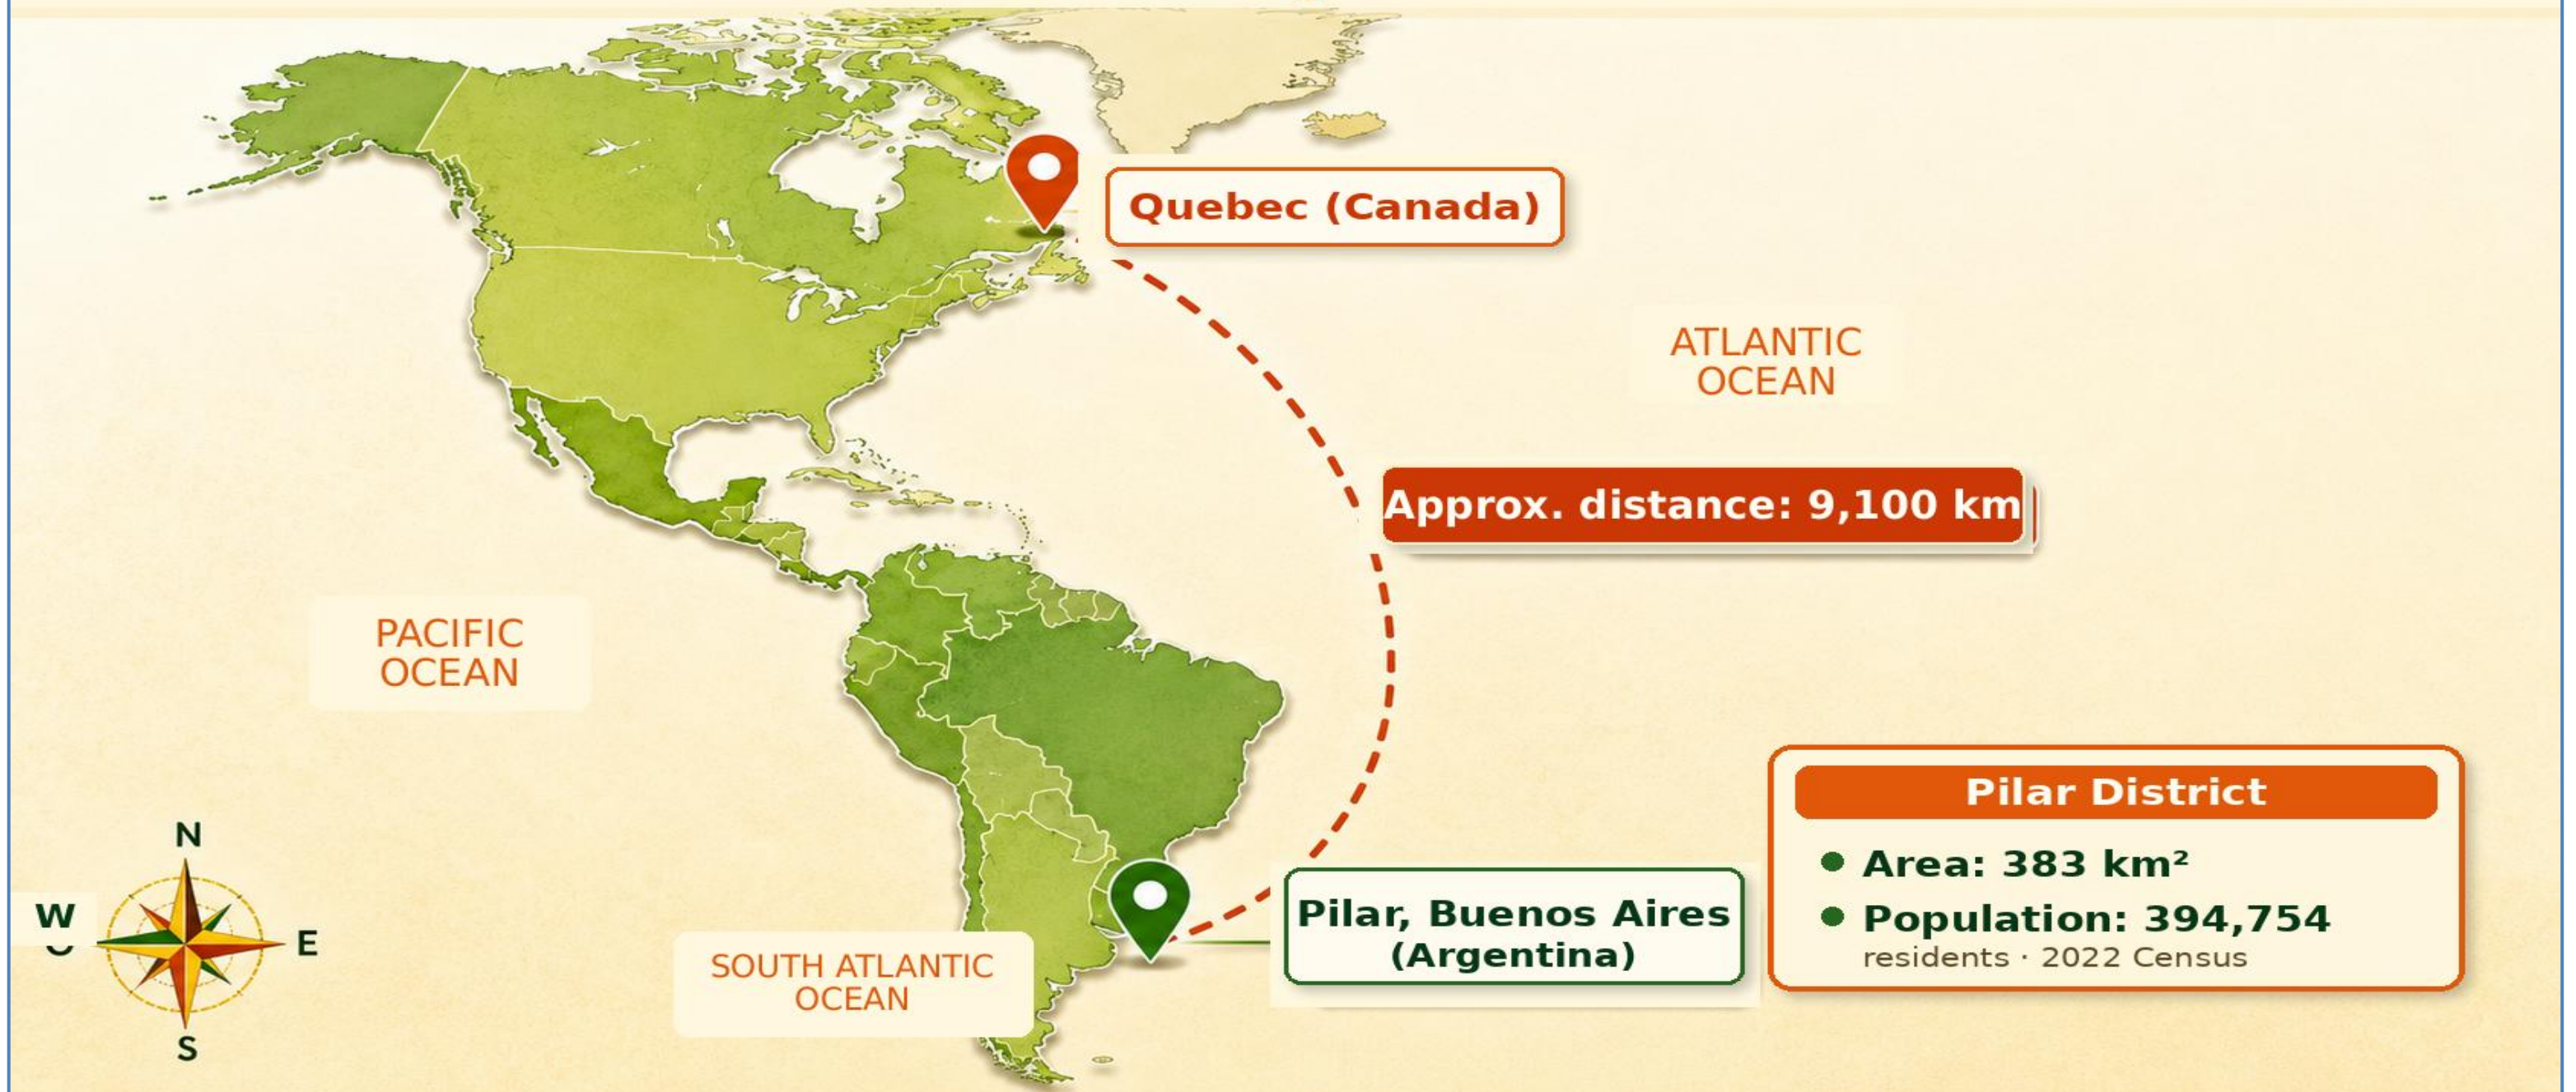 Quebec (Canada)
ATLANTIC
OCEAN
Approx. distance: 9,100 km
PACIFIC
OCEAN
Pilar District
Area: 383 km²
Population: 394,754
residents · 2022 Census
Pilar, Buenos Aires
(Argentina)
SOUTH ATLANTIC
OCEAN
N
W
E
S